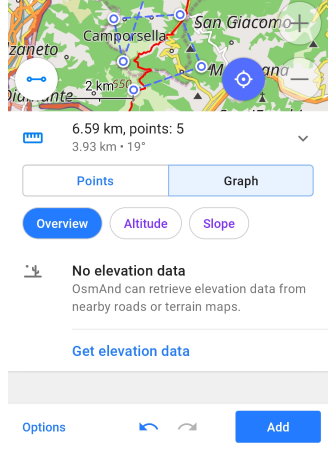 San Giacomo
Camporsella
zaneto
2 km
650
6.59 km, points: 5
3.93 km • 19°
Points
Graph
Overview
Altitude
Slope
No elevation data
OsmAnd can retrieve elevation data from
nearby roads or terrain maps.
Get elevation data
Options
Add